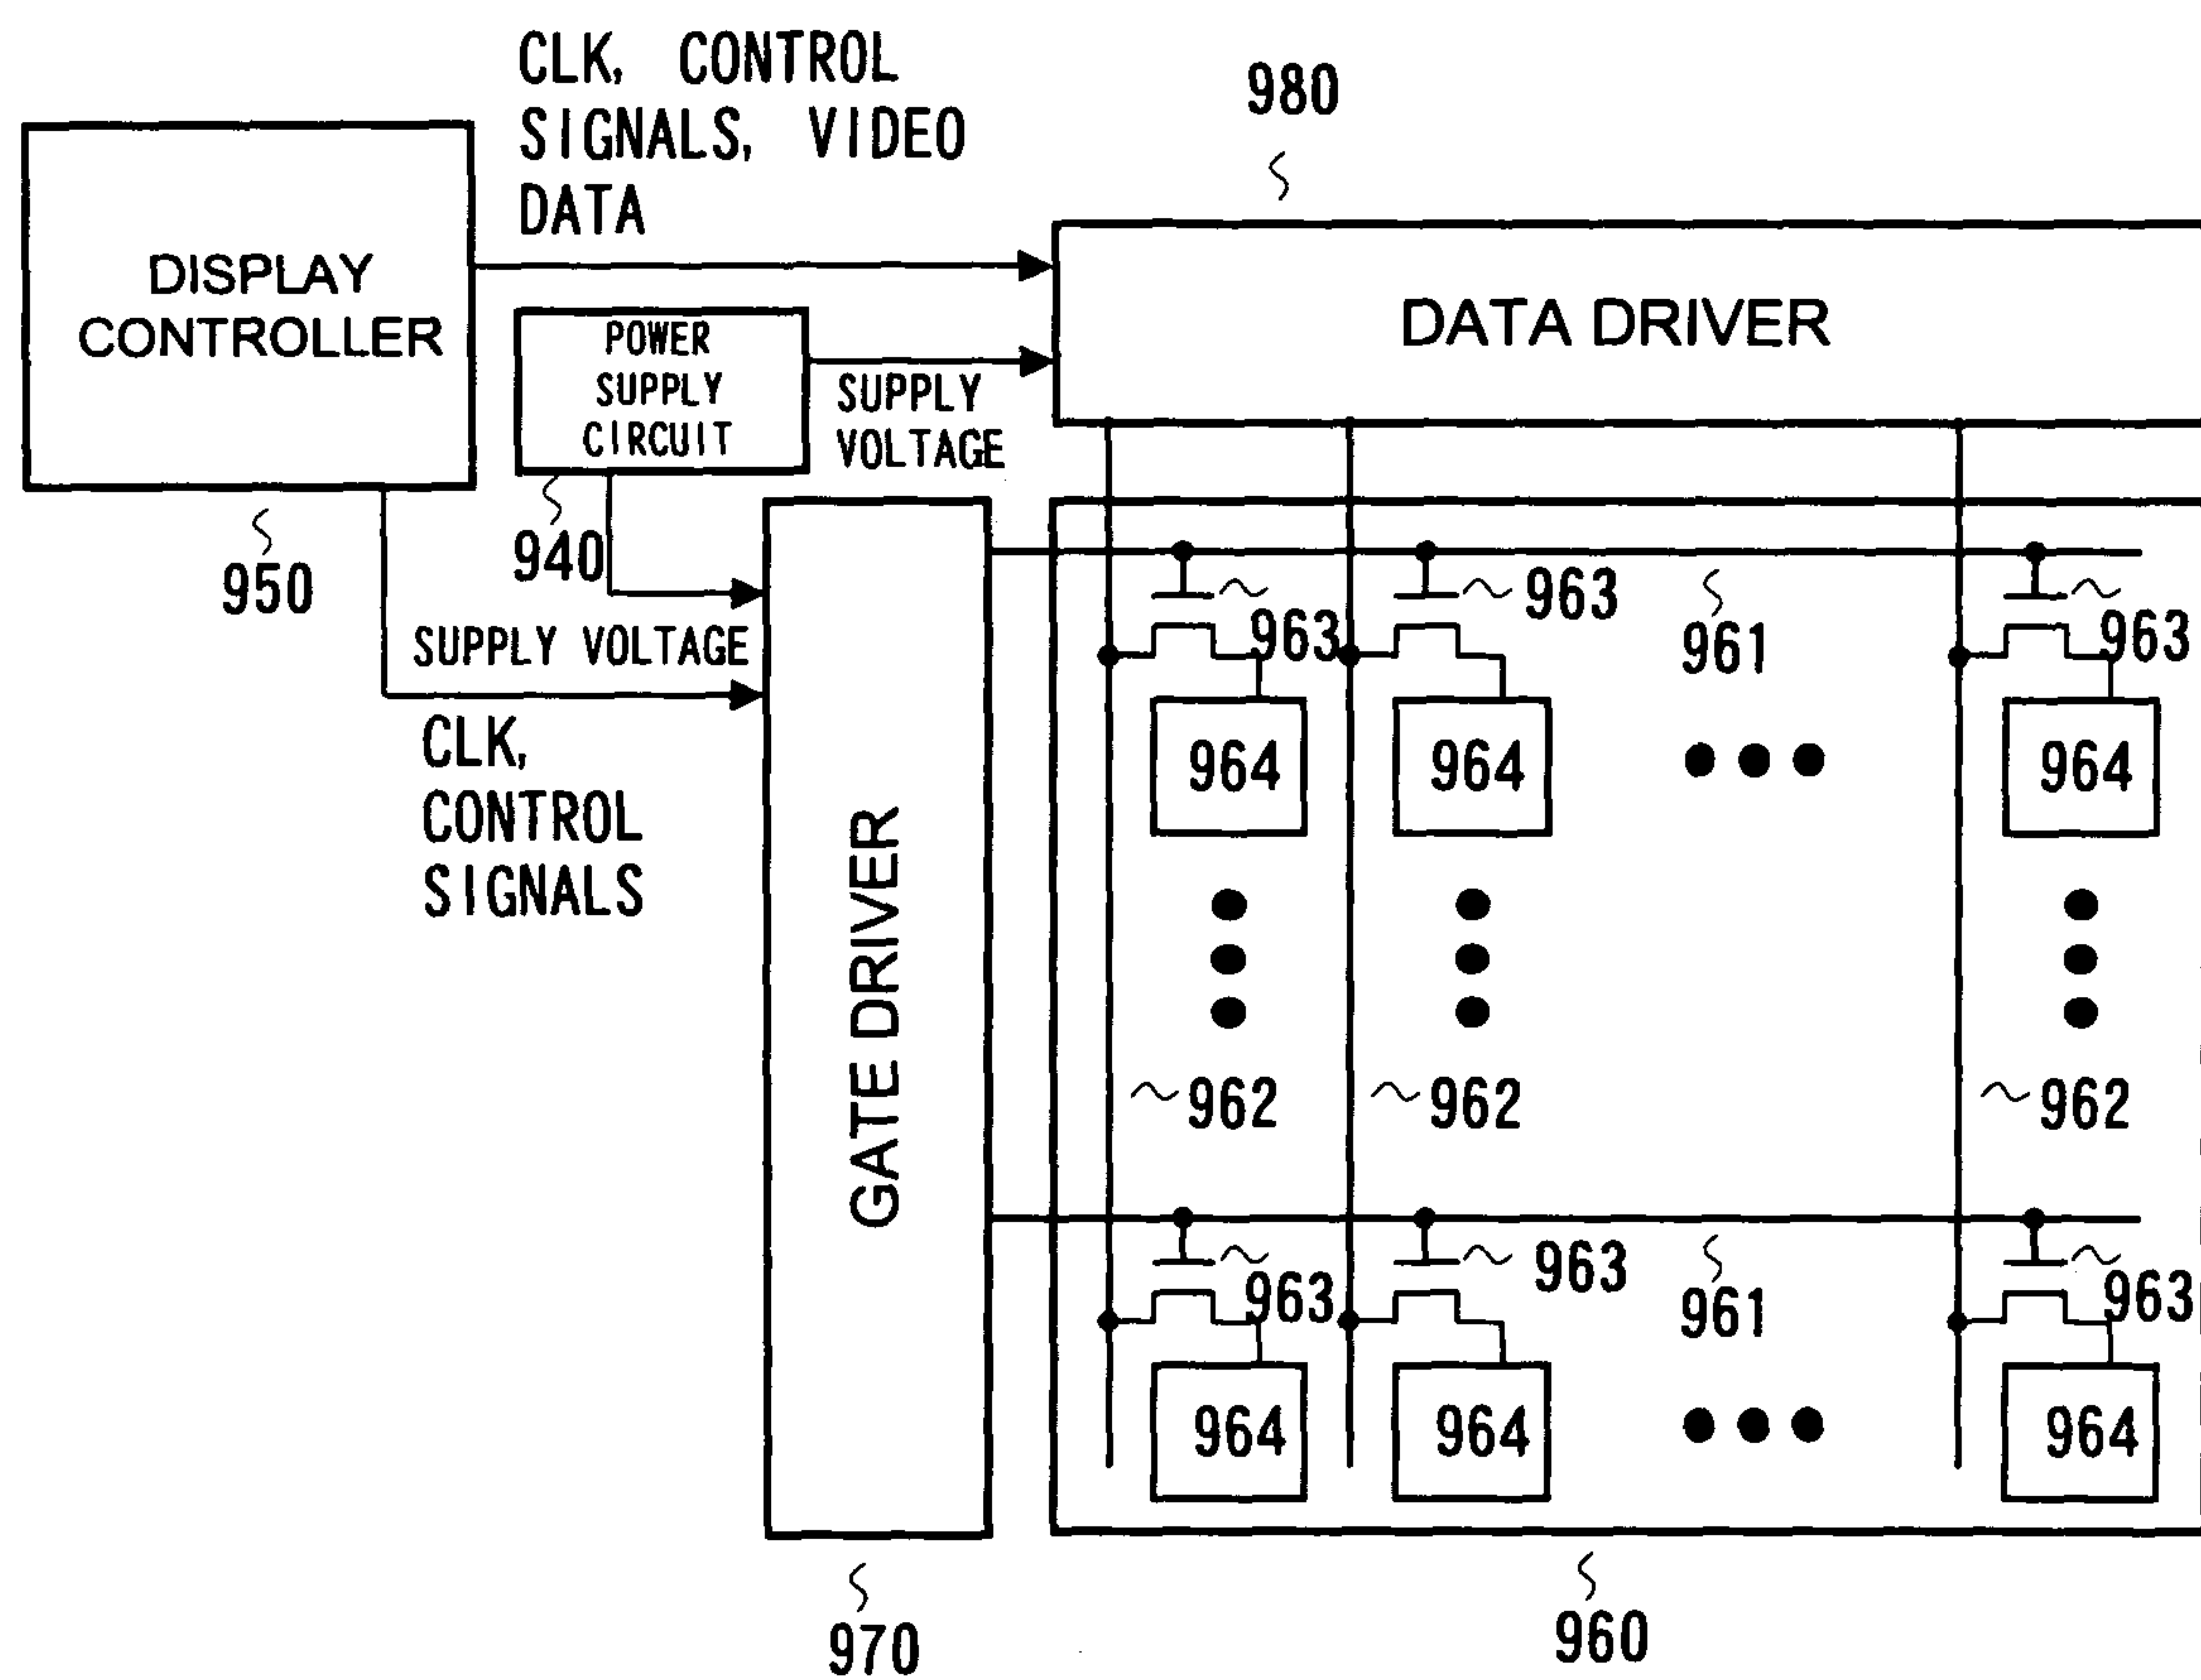 CLK, CONTROL
SIGNALS, VIDEO
DATA
980
DISPLAY
CONTROLLER
POWER
SUPPLY
CIRCUIT
SUPPLY
VOLTAGE
DATA DRIVER
950
940
SUPPLY VOLTAGE
CLK,
CONTROL
SIGNALS
GATE DRIVER
963
963
961
963
964
964
964
962
962
962
963
963
961
963
964
964
964
970
960